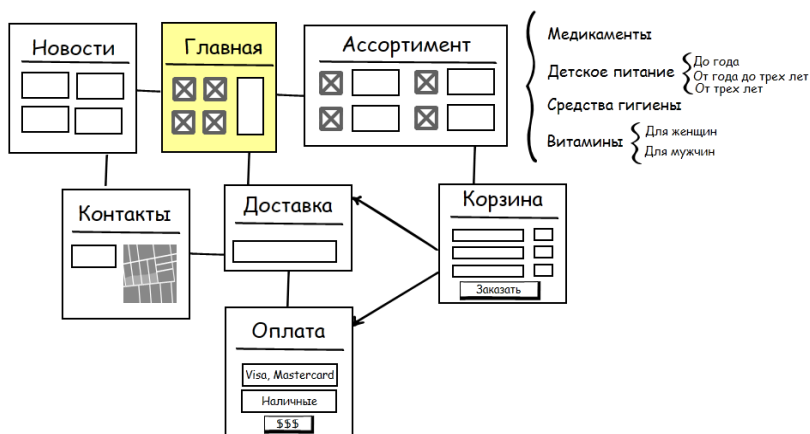 Новости
Главная
Ассортимент
Медикаменты
Детское питание
До года
От года до трех лет
От трех лет
Средства гигиены
Витамины
Для женщин
Для мужчин
Контакты
Доставка
Корзина
Заказать
Оплата
Visa, Mastercard
Наличные
$$$